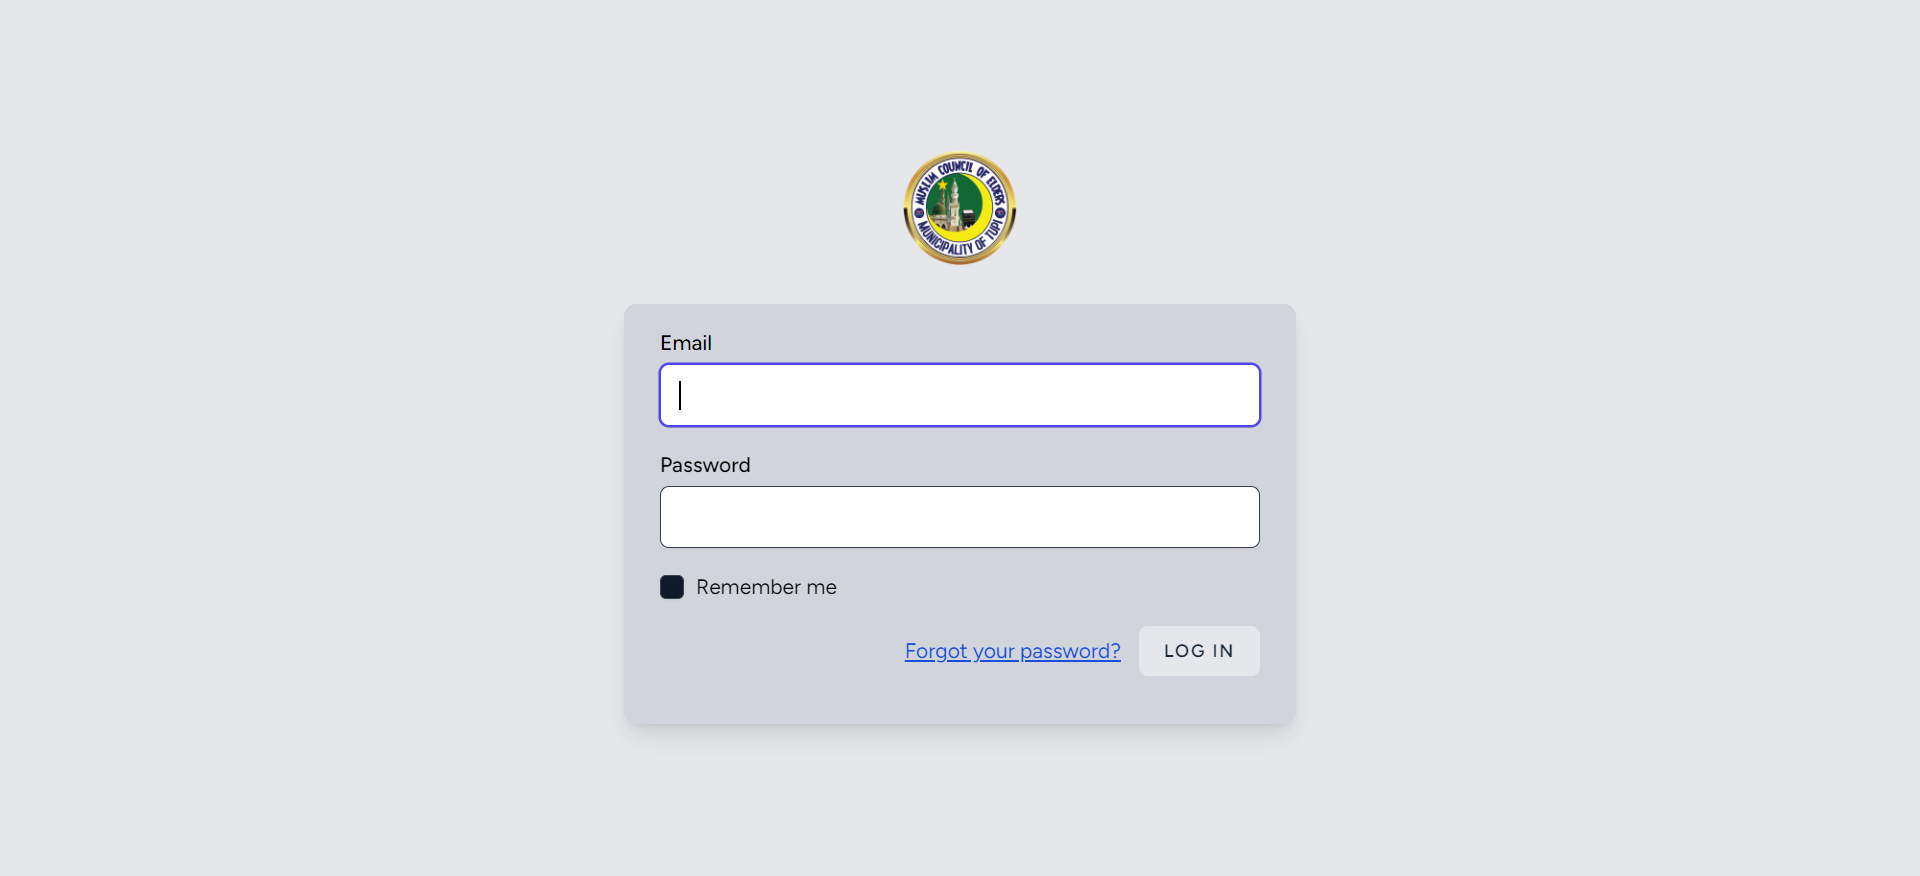 MUSLIM COUNCIL OF ELDERS
MUNICIPALITY OF TUPI
Email
Password
Remember me
Forgot your password?
LOG IN